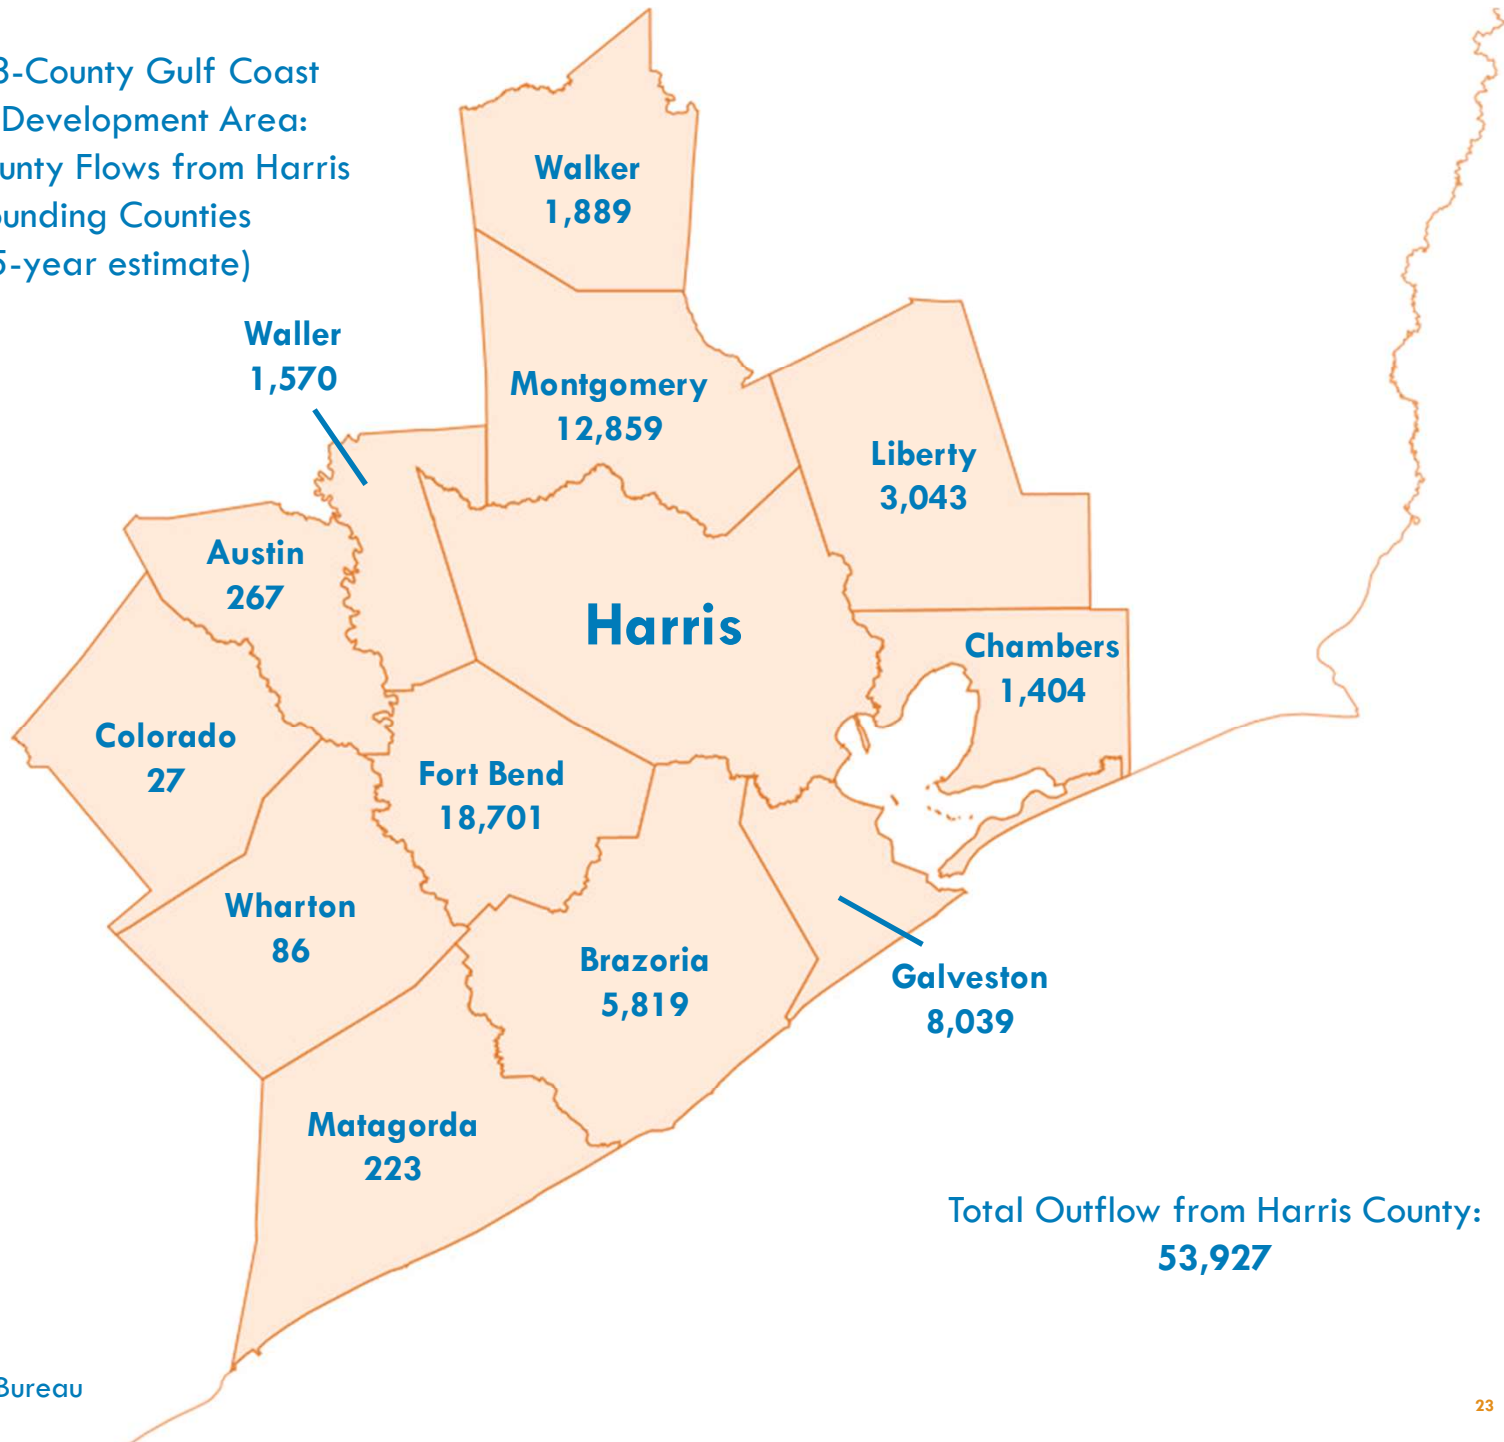 3-County Gulf Coast
Development Area:
unty Flows from Harris
ounding Counties
5-year estimate)
Walker
1,889
Waller
1,570
Montgomery
12,859
Liberty
3,043
Austin
267
Harris
Chambers
1,404
Colorado
27
Fort Bend
18,701
Wharton
86
Brazoria
5,819
Galveston
8,039
Matagorda
223
Total Outflow from Harris County:
53,927
Bureau
23